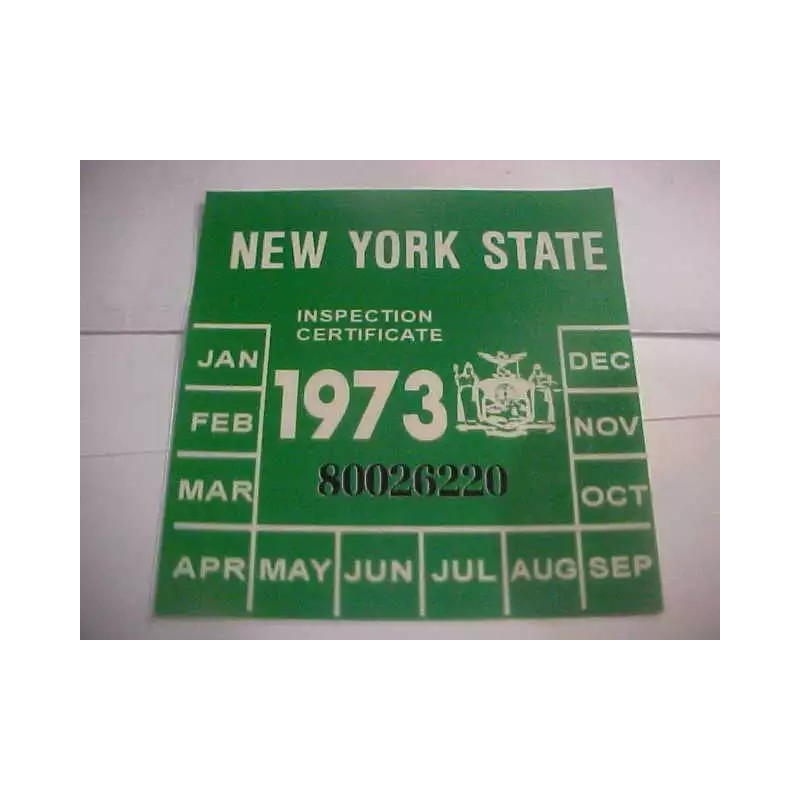 NEW YORK STATE
INSPECTION
CERTIFICATE
JAN
DEC
1973
FEB
NOV
80026220
MAR
OCT
APR MAY JUN JUL AUG SEP